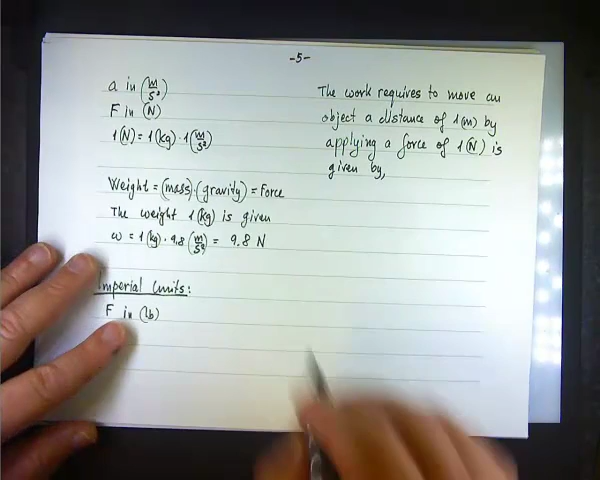 -5-
a in (m/s²)
F in (N)
1(N) = 1(kg) · 1(m/s²)
Weight = (mass) · (gravity) = Force
The weight 1(kg) is given
ω = 1(kg) · 9.8 (m/s²) = 9.8 N
Imperial Units:
F in (lb)
The work requires to move an
object a distance of 1(m) by
applying a force of 1(N) is
given by,